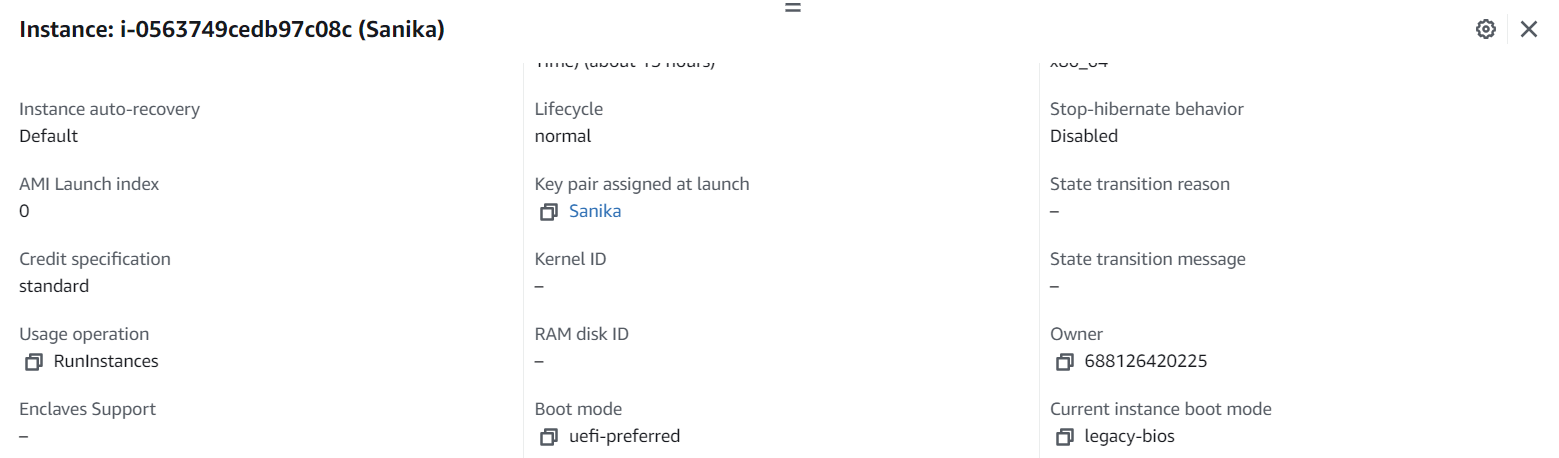 Instance: i-0563749cedb97c08c (Sanika)
Time) (about 15 hours)
x86_64
Instance auto-recovery
Default
Lifecycle
normal
Stop-hibernate behavior
Disabled
AMI Launch index
0
Key pair assigned at launch
Sanika
State transition reason
–
Credit specification
standard
Kernel ID
–
State transition message
–
Usage operation
RunInstances
RAM disk ID
–
Owner
688126420225
Enclaves Support
–
Boot mode
uefi-preferred
Current instance boot mode
legacy-bios